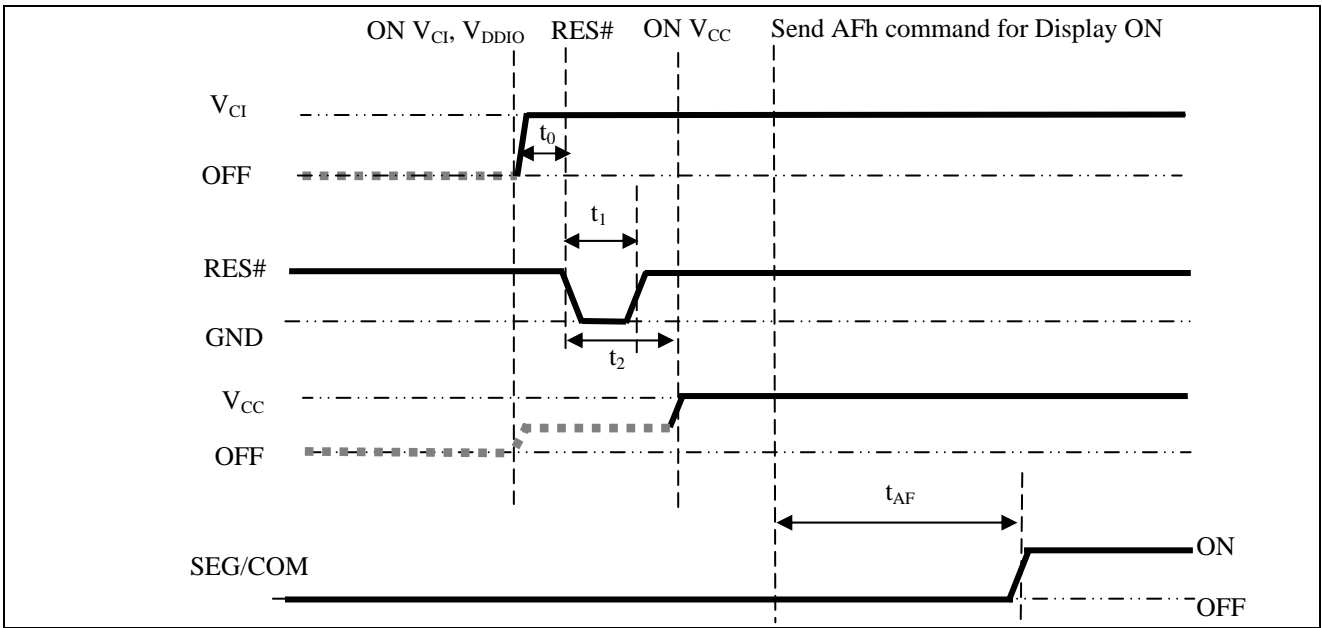 ON V_CI, V_DDIO RES# ON V_CC Send AFh command for Display ON
V_CI
t_0
OFF
t_1
RES#
GND
t_2
V_CC
OFF
t_AF
SEG/COM
ON
OFF